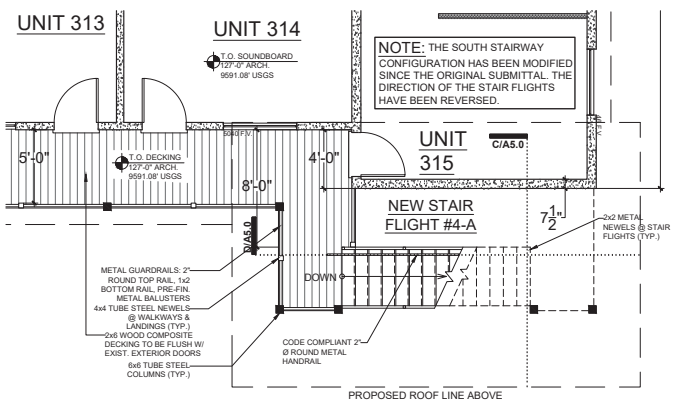 UNIT 313
UNIT 314
T.O. SOUNDBOARD
127'-0" ARCH.
9591.08' USGS
NOTE: THE SOUTH STAIRWAY
CONFIGURATION HAS BEEN MODIFIED
SINCE THE ORIGINAL SUBMITTAL. THE
DIRECTION OF THE STAIR FLIGHTS
HAVE BEEN REVERSED.
5040 F.V.
5'-0"
T.O. DECKING
127'-0" ARCH.
9591.08' USGS
4'-0"
UNIT
315
C/A5.0
8'-0"
NEW STAIR
FLIGHT #4-A
7 1/2"
2x2 METAL
NEWELS @ STAIR
FLIGHTS (TYP.)
D/A5.0
METAL GUARDRAILS: 2"
ROUND TOP RAIL, 1x2
BOTTOM RAIL, PRE-FIN.
METAL BALUSTERS
4x4 TUBE STEEL NEWELS
@ WALKWAYS &
LANDINGS (TYP.)
2x6 WOOD COMPOSITE
DECKING TO BE FLUSH W/
EXIST. EXTERIOR DOORS
6x6 TUBE STEEL
COLUMNS (TYP.)
DOWN
CODE COMPLIANT 2"
Ø ROUND METAL
HANDRAIL
PROPOSED ROOF LINE ABOVE